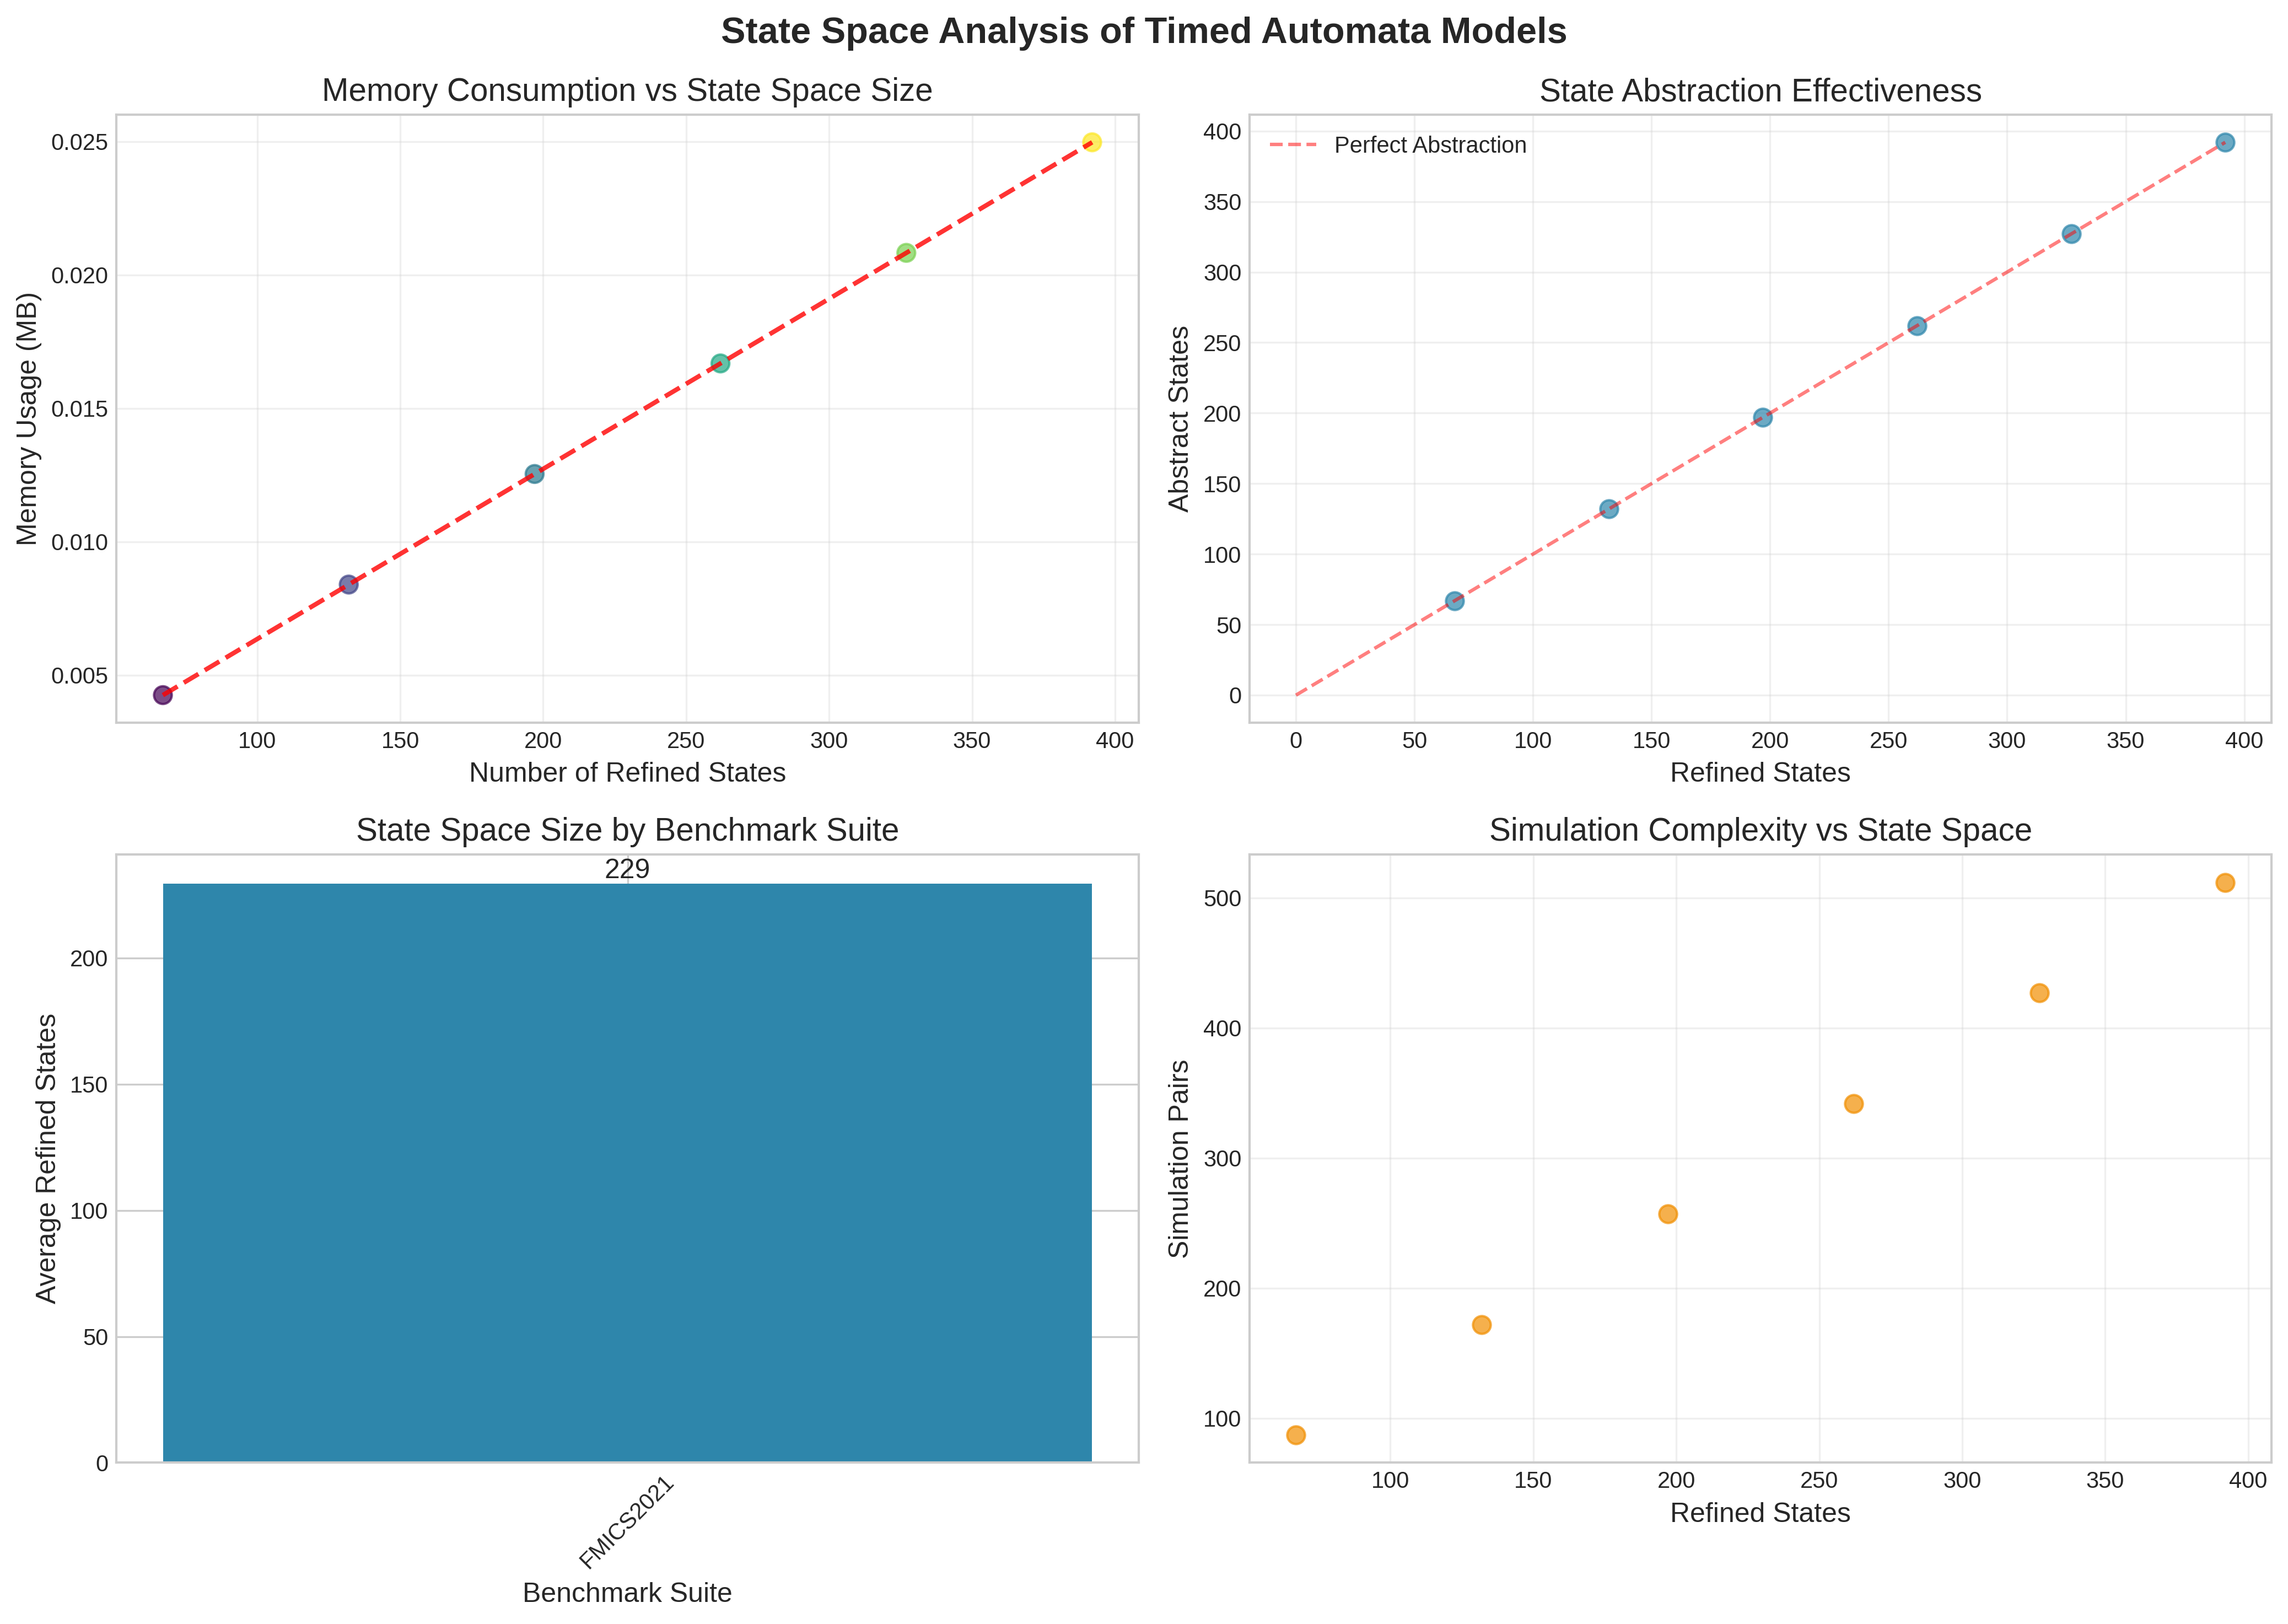 State Space Analysis of Timed Automata Models
Memory Consumption vs State Space Size
0.025
0.020
0.015
0.010
0.005
Memory Usage (MB)
100 150 200 250 300 350 400
Number of Refined States
State Abstraction Effectiveness
Perfect Abstraction
400
350
300
250
200
150
100
50
0
Abstract States
0 50 100 150 200 250 300 350 400
Refined States
State Space Size by Benchmark Suite
229
200
150
100
50
0
Average Refined States
FMICS2021
Benchmark Suite
Simulation Complexity vs State Space
500
400
300
200
100
Simulation Pairs
100 150 200 250 300 350 400
Refined States